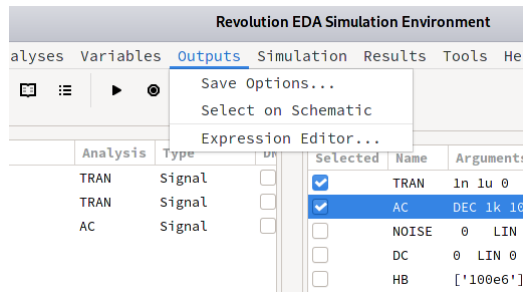 Revolution EDA Simulation Environment
alyses Variables Outputs Simulation Results Tools He
Save Options...
Select on Schematic
Expression Editor...
Analysis Type
Selected Name Arguments
TRAN Signal
TRAN 1n 1u 0
TRAN Signal
AC DEC 1k 10
AC Signal
NOISE 0 LIN
DC 0 LIN 0
HB ['100e6']